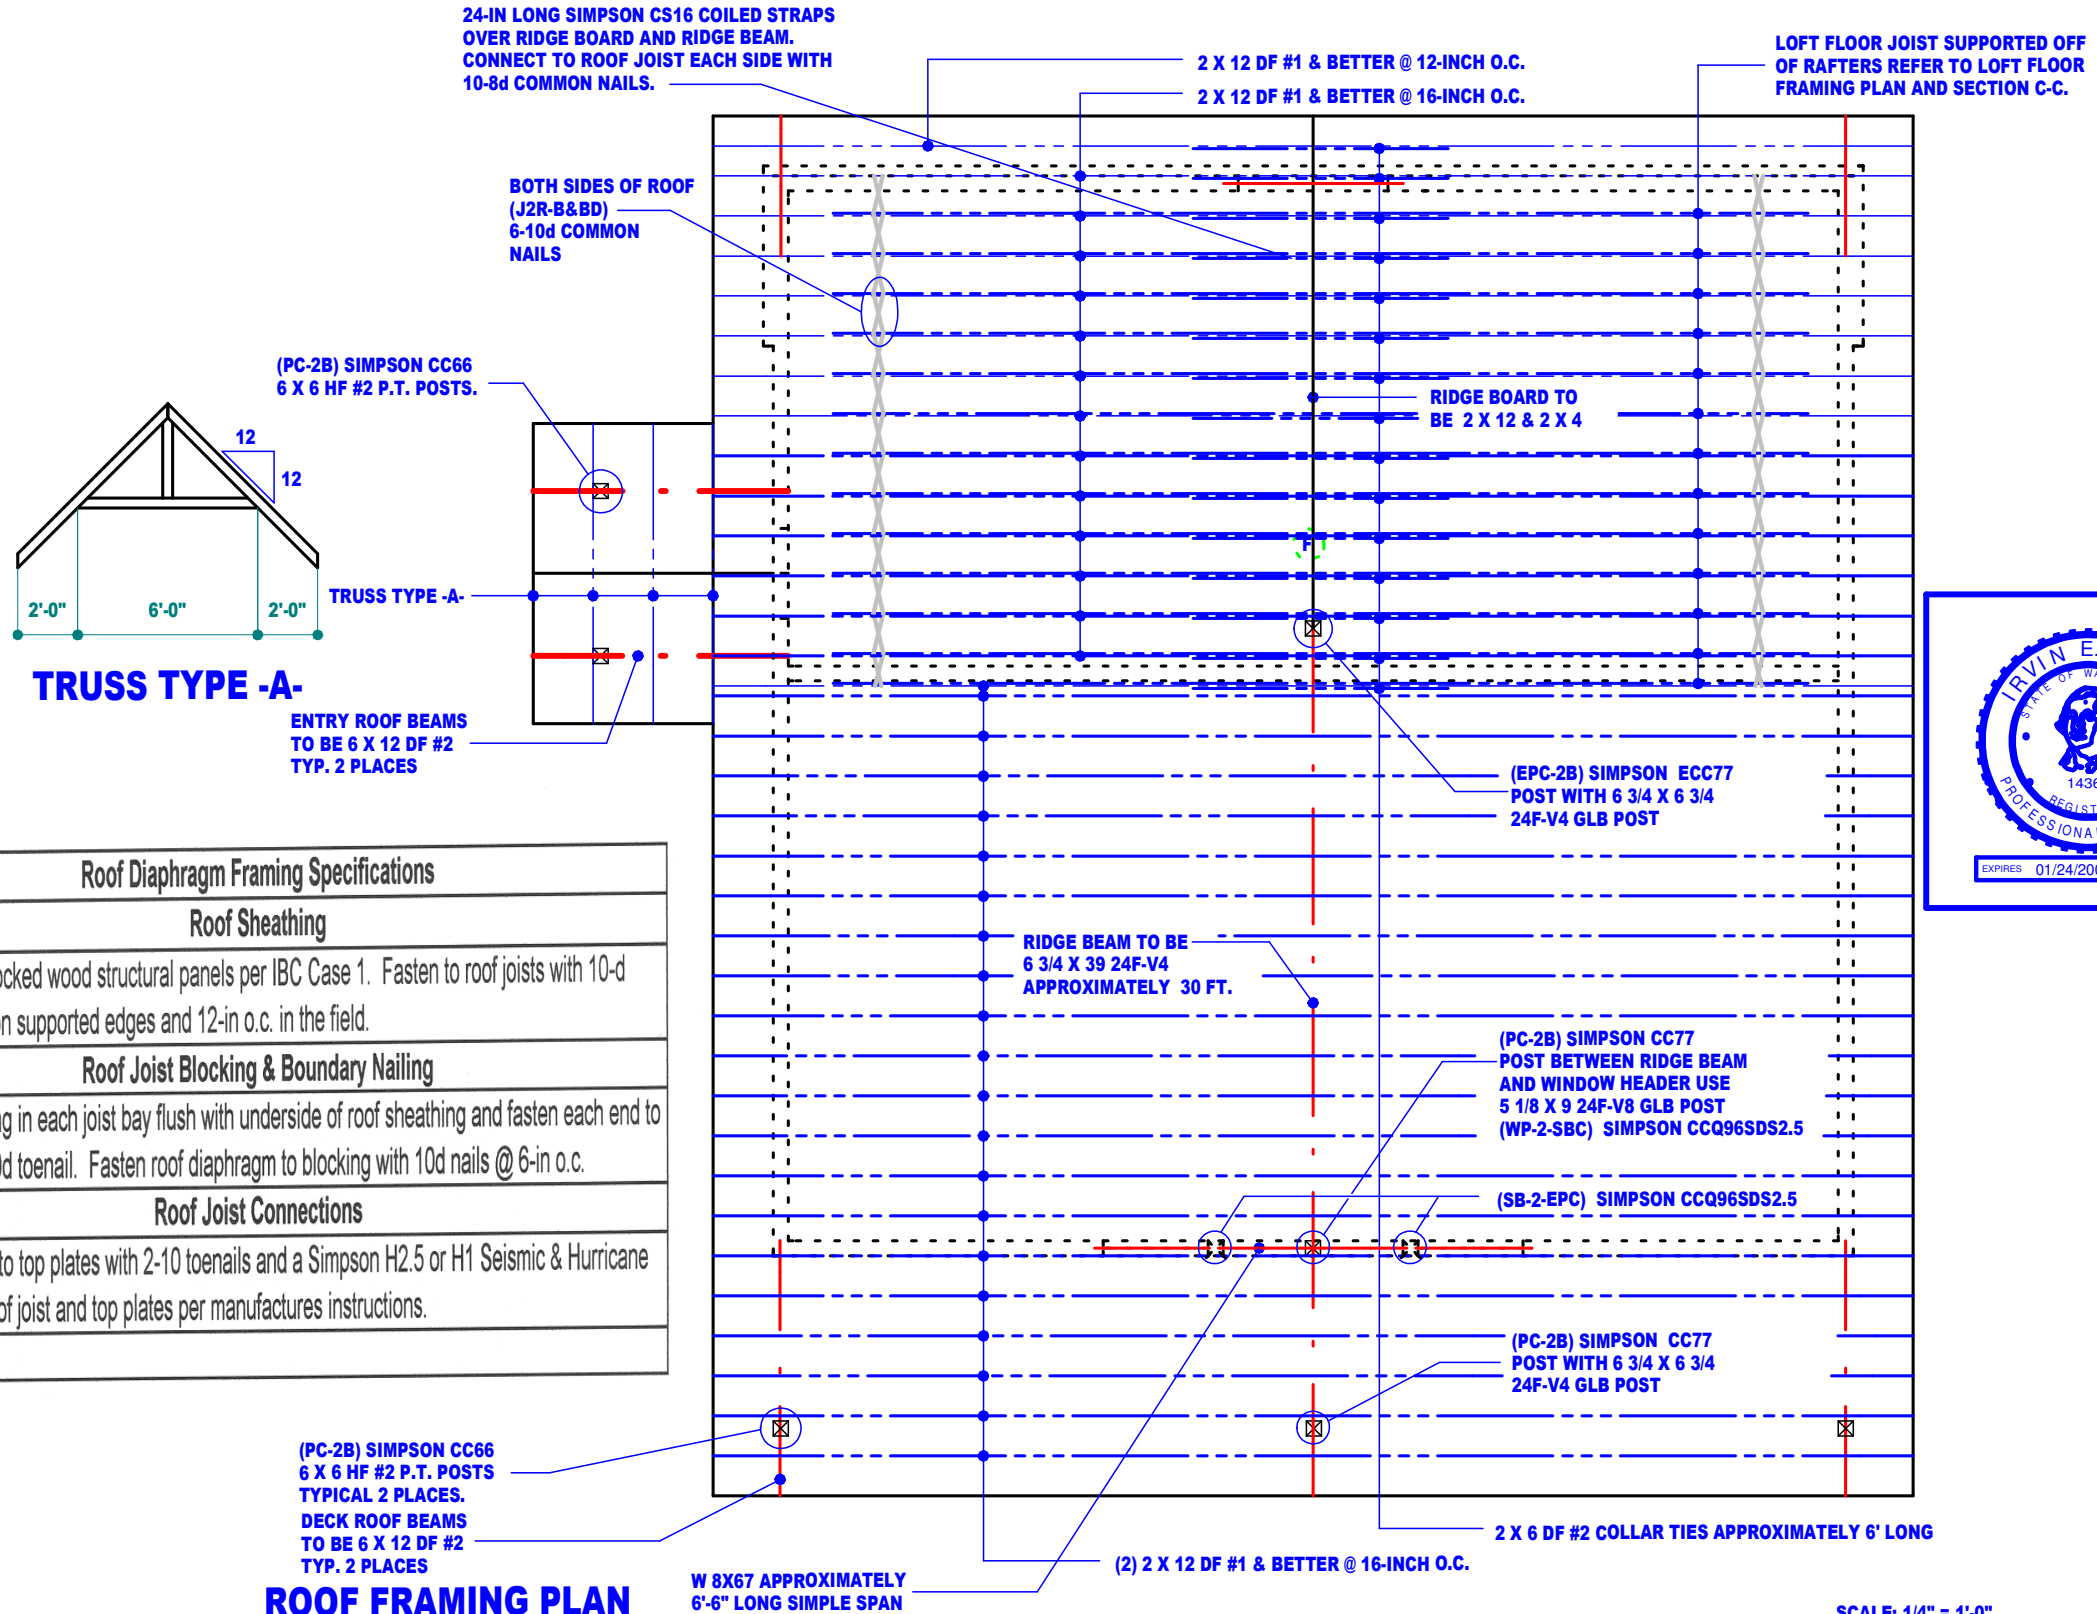 24-IN LONG SIMPSON CS16 COILED STRAPS
OVER RIDGE BOARD AND RIDGE BEAM.
CONNECT TO ROOF JOIST EACH SIDE WITH
10-8d COMMON NAILS.
2 X 12 DF #1 & BETTER @ 12-INCH O.C.
2 X 12 DF #1 & BETTER @ 16-INCH O.C.
LOFT FLOOR JOIST SUPPORTED OFF
OF RAFTERS REFER TO LOFT FLOOR
FRAMING PLAN AND SECTION C-C.
BOTH SIDES OF ROOF
(J2R-B&BD)
6-10d COMMON
NAILS
(PC-2B) SIMPSON CC66
6 X 6 HF #2 P.T. POSTS.
RIDGE BOARD TO
BE 2 X 12 & 2 X 4
12
12
2'-0"
6'-0"
2'-0"
TRUSS TYPE -A-
TRUSS TYPE -A-
F
ENTRY ROOF BEAMS
TO BE 6 X 12 DF #2
TYP. 2 PLACES
(EPC-2B) SIMPSON ECC77
POST WITH 6 3/4 X 6 3/4
24F-V4 GLB POST
IRVIN E.
STATE OF
REGIST
PROFESSIONA
EXPIRES 01/24/20
Roof Diaphragm Framing Specifications
Roof Sheathing
wood structural panels per IBC Case 1. Fasten to roof joists with 10-d
supported edges and 12-in o.c. in the field.
Roof Joist Blocking & Boundary Nailing
in each joist bay flush with underside of roof sheathing and fasten each end to
toenail. Fasten roof diaphragm to blocking with 10d nails @ 6-in o.c.
Roof Joist Connections
to top plates with 2-10 toenails and a Simpson H2.5 or H1 Seismic & Hurricane
joist and top plates per manufactures instructions.
RIDGE BEAM TO BE
6 3/4 X 39 24F-V4
APPROXIMATELY 30 FT.
(PC-2B) SIMPSON CC77
POST BETWEEN RIDGE BEAM
AND WINDOW HEADER USE
5 1/8 X 9 24F-V8 GLB POST
(WP-2-SBC) SIMPSON CCQ96SDS2.5
(SB-2-EPC) SIMPSON CCQ96SDS2.5
(PC-2B) SIMPSON CC77
POST WITH 6 3/4 X 6 3/4
24F-V4 GLB POST
(PC-2B) SIMPSON CC66
6 X 6 HF #2 P.T. POSTS
TYPICAL 2 PLACES.
DECK ROOF BEAMS
TO BE 6 X 12 DF #2
TYP. 2 PLACES
2 X 6 DF #2 COLLAR TIES APPROXIMATELY 6' LONG
(2) 2 X 12 DF #1 & BETTER @ 16-INCH O.C.
W 8X67 APPROXIMATELY
6'-6" LONG SIMPLE SPAN
ROOF FRAMING PLAN
SCALE: 1/4" = 1'-0"